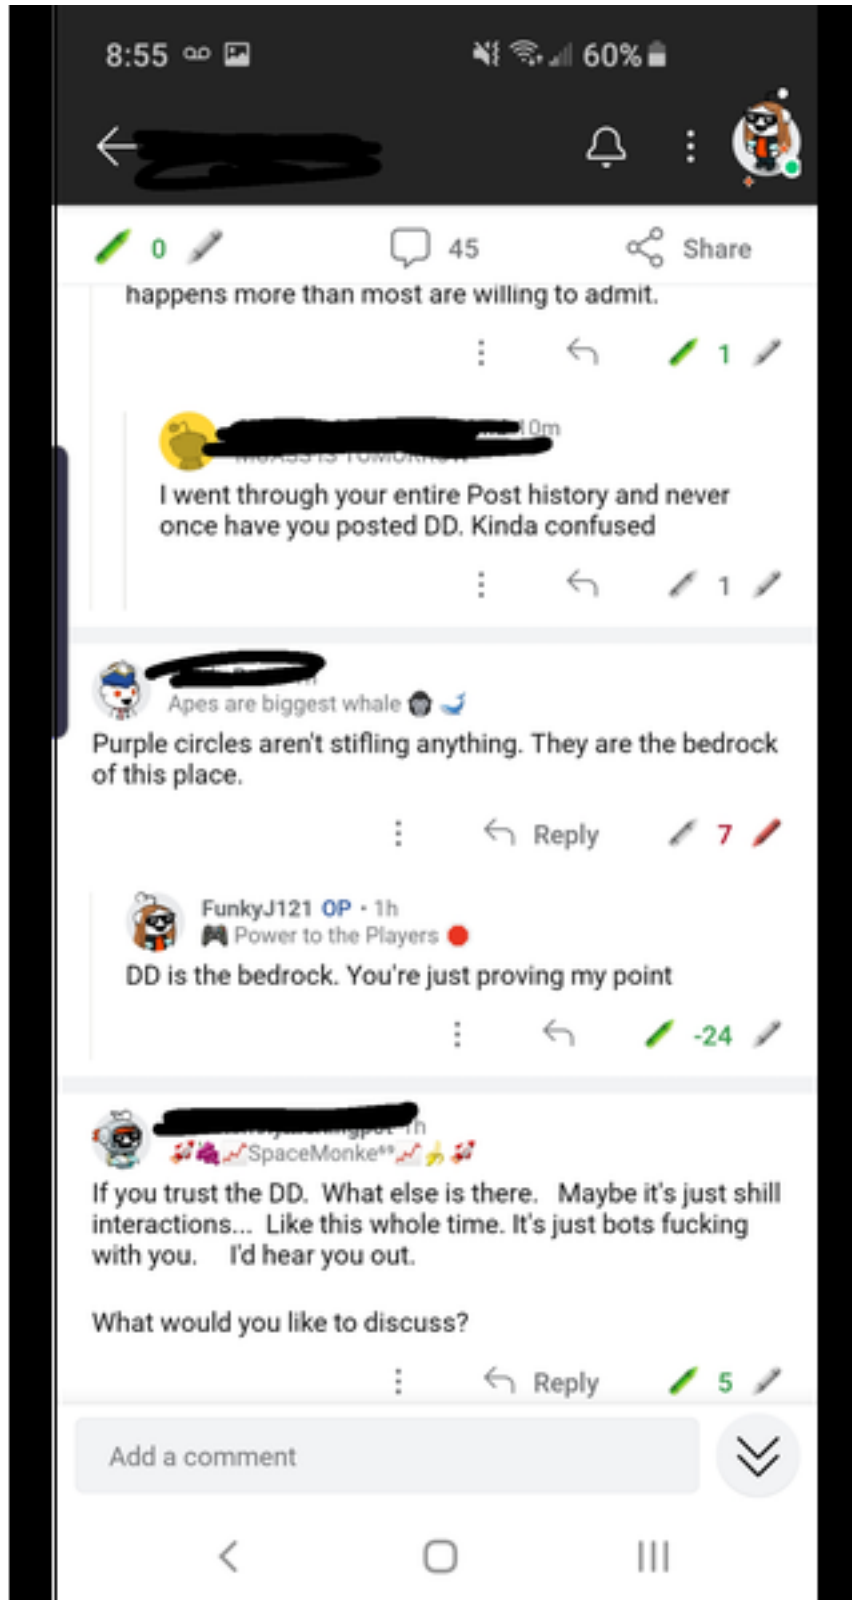 8:55
60%
0
45
Share
happens more than most are willing to admit.
1
10m
I went through your entire Post history and never
once have you posted DD. Kinda confused
1
Apes are biggest whale 🦍 🐋
Purple circles aren't stifling anything. They are the bedrock
of this place.
Reply
7
FunkyJ121 OP · 1h
🎮 Power to the Players 🛑
DD is the bedrock. You're just proving my point
-24
1h
🚀🍇📈SpaceMonke**📈🍌🚀
If you trust the DD. What else is there. Maybe it's just shill
interactions... Like this whole time. It's just bots fucking
with you. I'd hear you out.
What would you like to discuss?
Reply
5
Add a comment